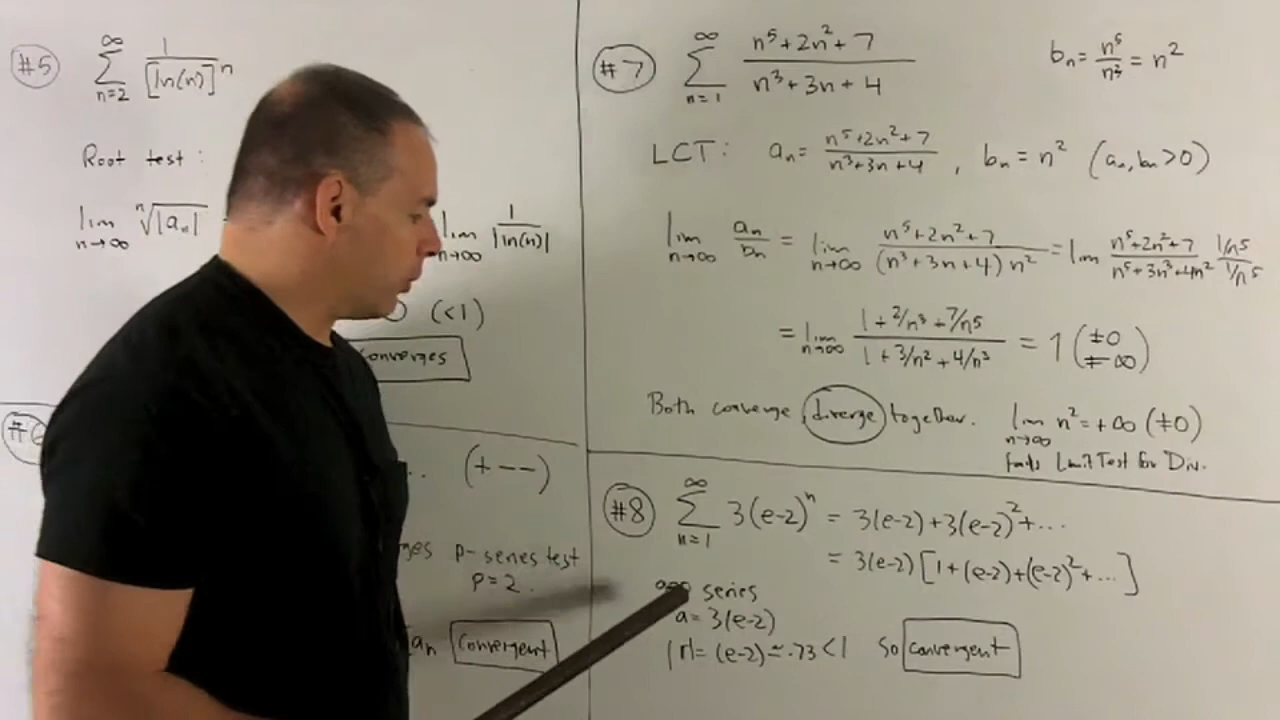 #5 ∞ ∑ n=2 1/[ln(n)]^n
Root test:
lim n→∞ ⁿ√|aₙ| lim n→∞ 1/|ln(n)|
(<1)
Converges
... (+--)
p-series test
p=2.
aₙ Convergent
#7 ∞ ∑ n=1 (n⁵+2n²+7)/(n³+3n+4) bₙ = n⁵/n³ = n²
LCT: aₙ = (n⁵+2n²+7)/(n³+3n+4), bₙ = n² (aₙ, bₙ>0)
lim n→∞ aₙ/bₙ = lim n→∞ (n⁵+2n²+7)/((n³+3n+4)n²) = lim (n⁵+2n²+7)/(n⁵+3n³+4n²) (1/n⁵)/(1/n⁵)
= lim n→∞ (1+2/n³+7/n⁵)/(1+3/n²+4/n³) = 1 (≠0 ≠∞)
Both converge, diverge together. lim n→∞ n² = +∞ (≠0)
fails Limit Test for Div.
#8 ∞ ∑ n=1 3(e-2)ⁿ = 3(e-2)+3(e-2)²+...
= 3(e-2)[1+(e-2)+(e-2)²+...]
series
a= 3(e-2)
|r|= (e-2)≈.73<1 So convergent